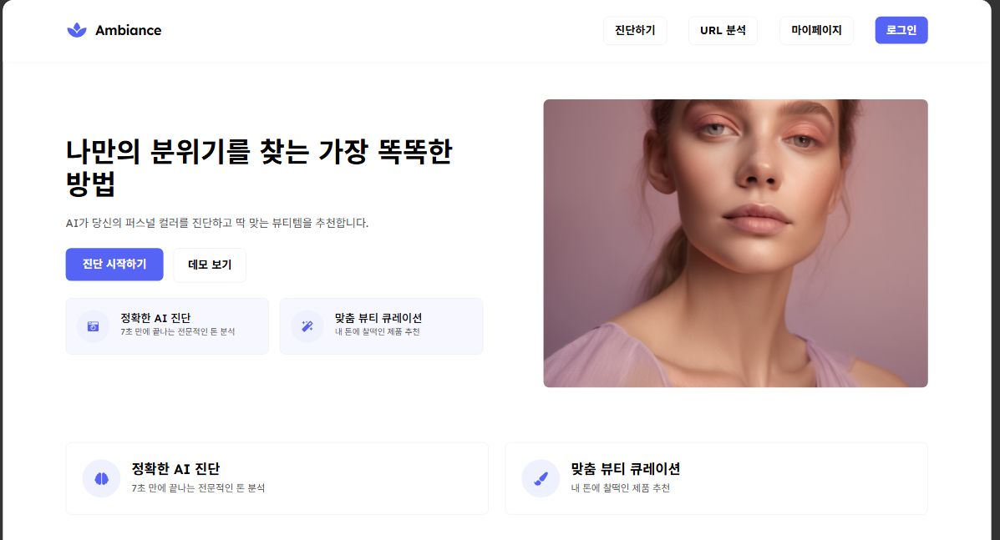 Ambiance
진단하기
URL 분석
마이페이지
로그인
나만의 분위기를 찾는 가장 똑똑한
방법
AI가 당신의 퍼스널 컬러를 진단하고 딱 맞는 뷰티템을 추천합니다.
진단 시작하기
데모 보기
정확한 AI 진단
7초 만에 끝나는 전문적인 톤 분석
맞춤 뷰티 큐레이션
내 톤에 찰떡인 제품 추천
정확한 AI 진단
7초 만에 끝나는 전문적인 톤 분석
맞춤 뷰티 큐레이션
내 톤에 찰떡인 제품 추천